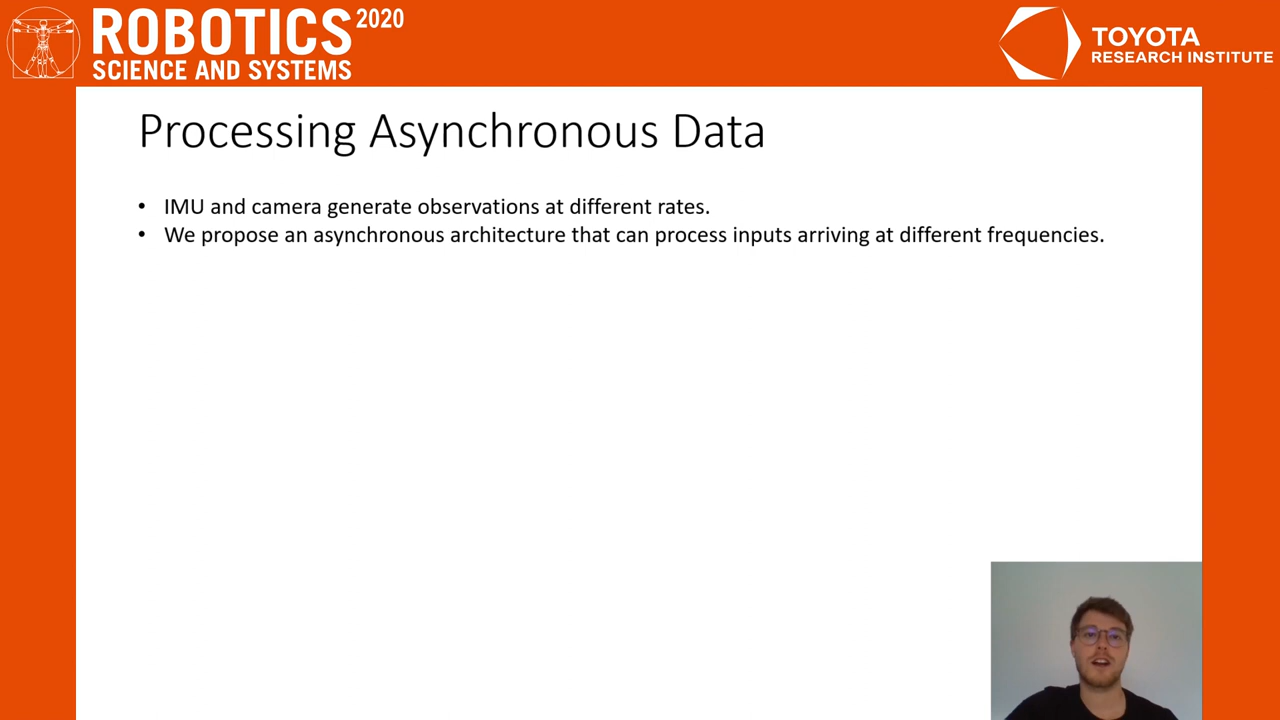 ROBOTICS 2020
SCIENCE AND SYSTEMS
TOYOTA
RESEARCH INSTITUTE
Processing Asynchronous Data
• IMU and camera generate observations at different rates.
• We propose an asynchronous architecture that can process inputs arriving at different frequencies.